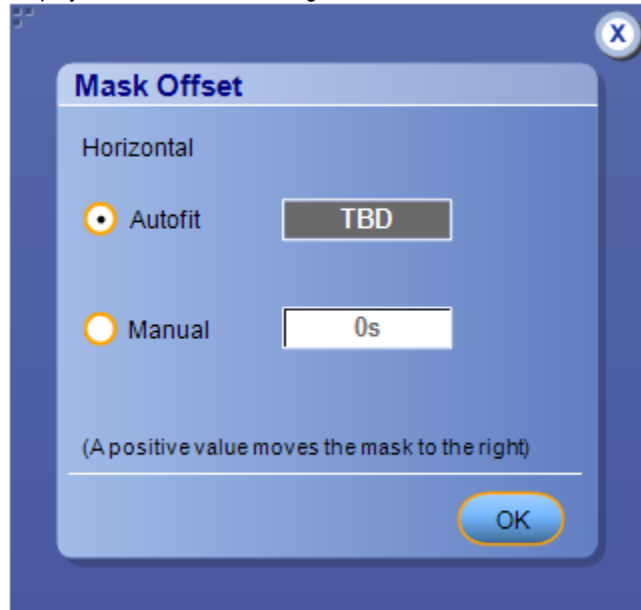 X
Mask Offset
Horizontal
Autofit TBD
Manual 0s
(A positive value moves the mask to the right)
OK